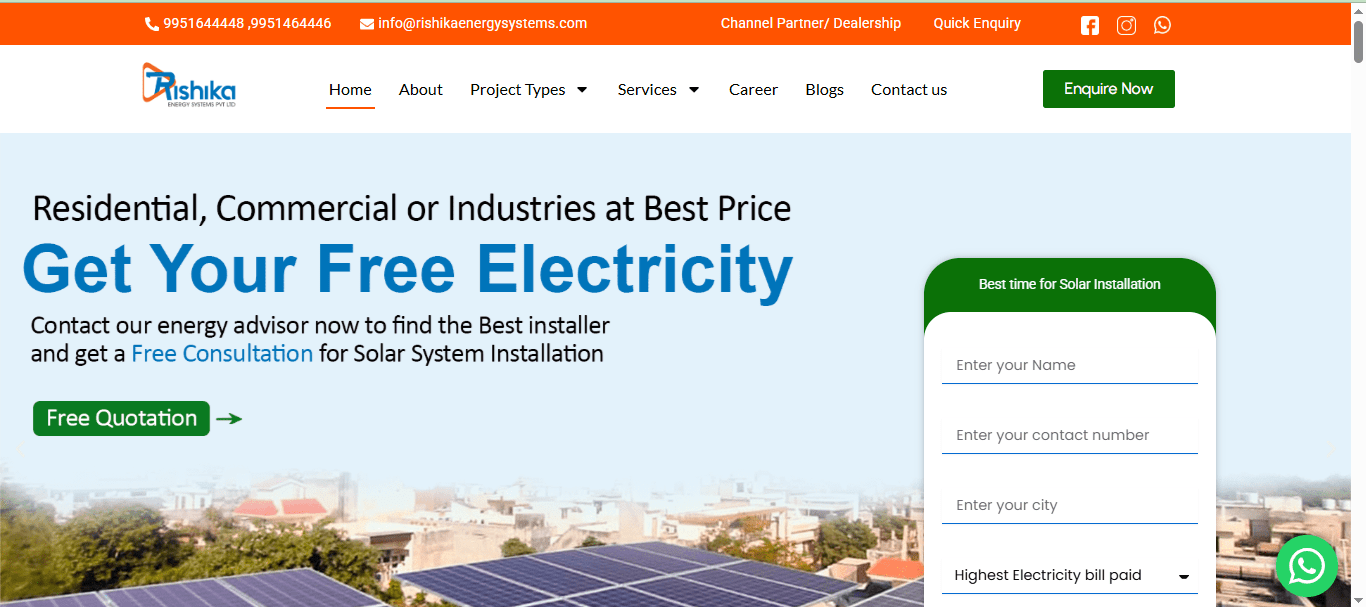 9951644448 ,9951464446 info@rishikaenergysystems.com Channel Partner/ Dealership Quick Enquiry
Rishika
ENERGY SYSTEMS PVT LTD
Home About Project Types Services Career Blogs Contact us Enquire Now
Residential, Commercial or Industries at Best Price
Get Your Free Electricity
Contact our energy advisor now to find the Best installer
and get a Free Consultation for Solar System Installation
Free Quotation
Best time for Solar Installation
Enter your Name
Enter your contact number
Enter your city
Highest Electricity bill paid